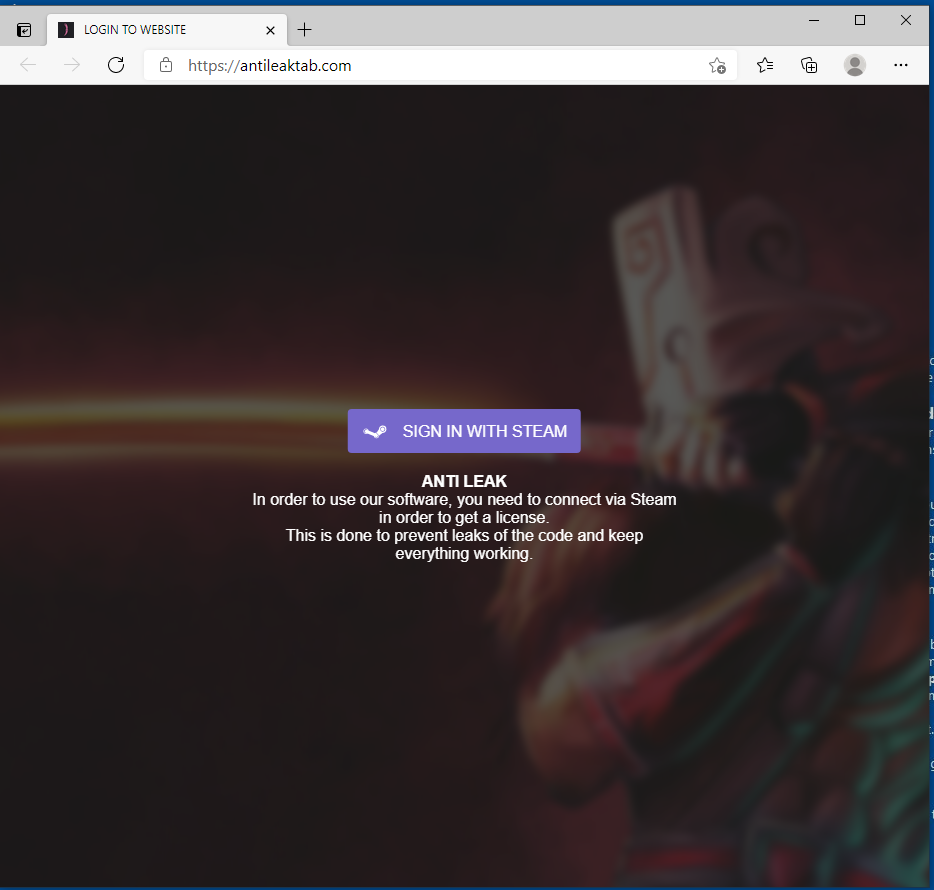 LOGIN TO WEBSITE
https://antileaktab.com
SIGN IN WITH STEAM
ANTI LEAK
In order to use our software, you need to connect via Steam
in order to get a license.
This is done to prevent leaks of the code and keep
everything working.